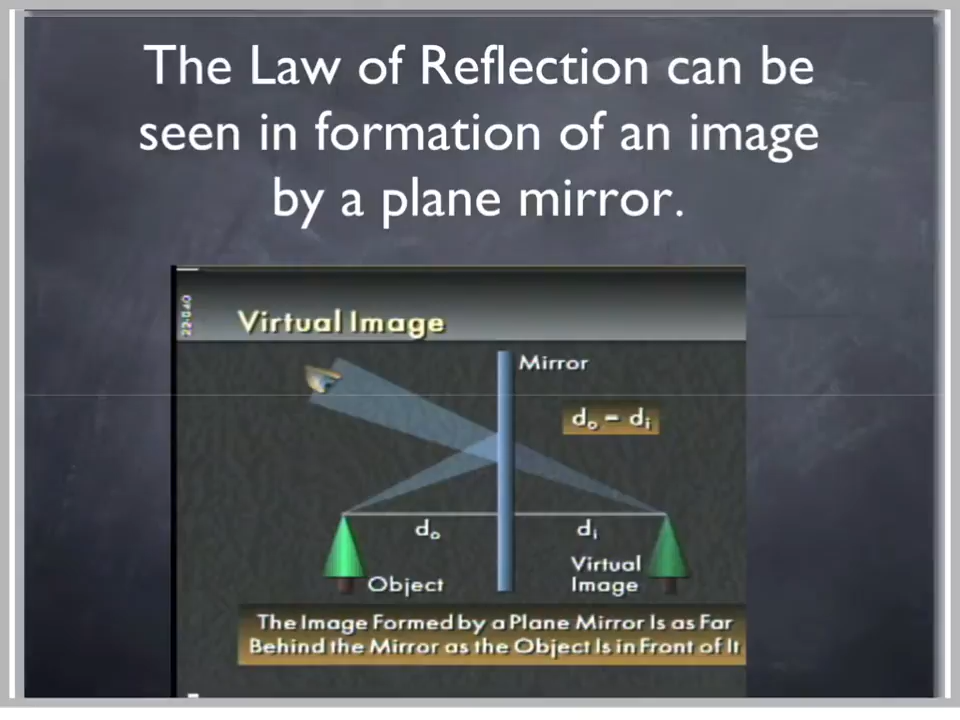 The Law of Reflection can be
seen in formation of an image
by a plane mirror.
22-040
Virtual Image
Mirror
do = di
do
di
Object
Virtual
Image
The Image Formed by a Plane Mirror Is as Far
Behind the Mirror as the Object Is in Front of It